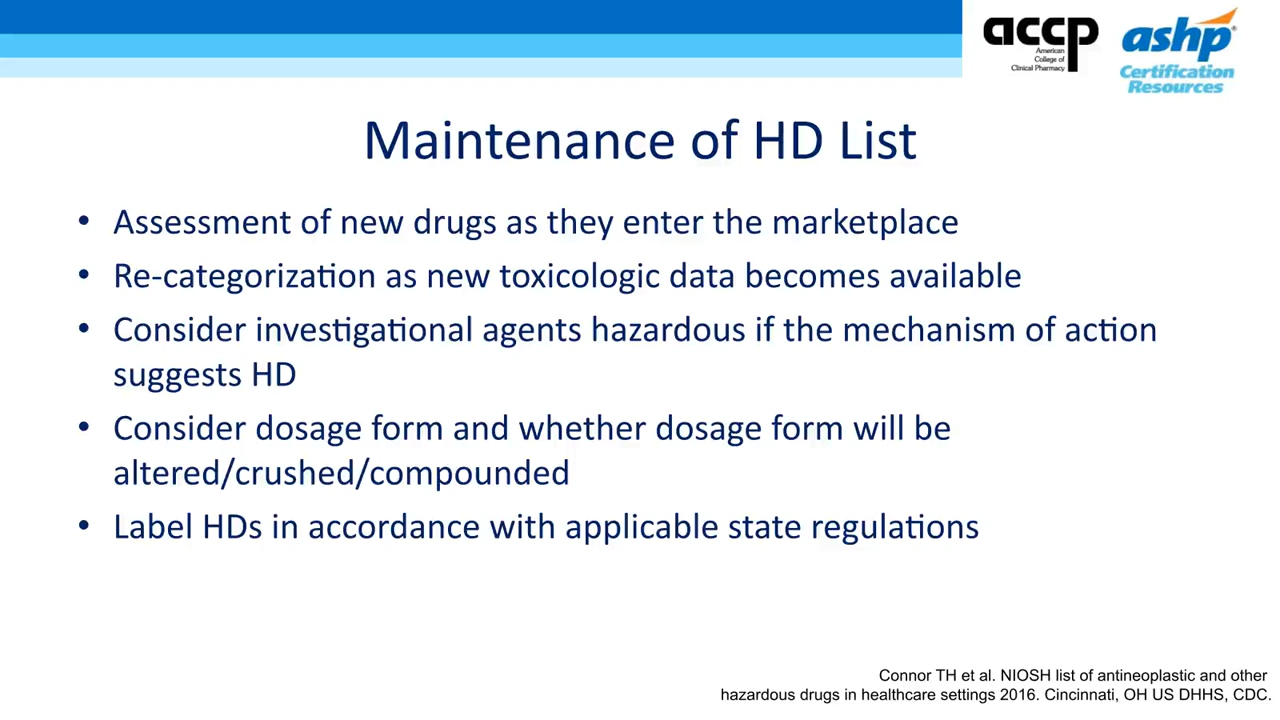 accp
American
College of
Clinical Pharmacy
ashp®
Certification
Resources
Maintenance of HD List
• Assessment of new drugs as they enter the marketplace
• Re-categorization as new toxicologic data becomes available
• Consider investigational agents hazardous if the mechanism of action
suggests HD
• Consider dosage form and whether dosage form will be
altered/crushed/compounded
• Label HDs in accordance with applicable state regulations
Connor TH et al. NIOSH list of antineoplastic and other
hazardous drugs in healthcare settings 2016. Cincinnati, OH US DHHS, CDC.